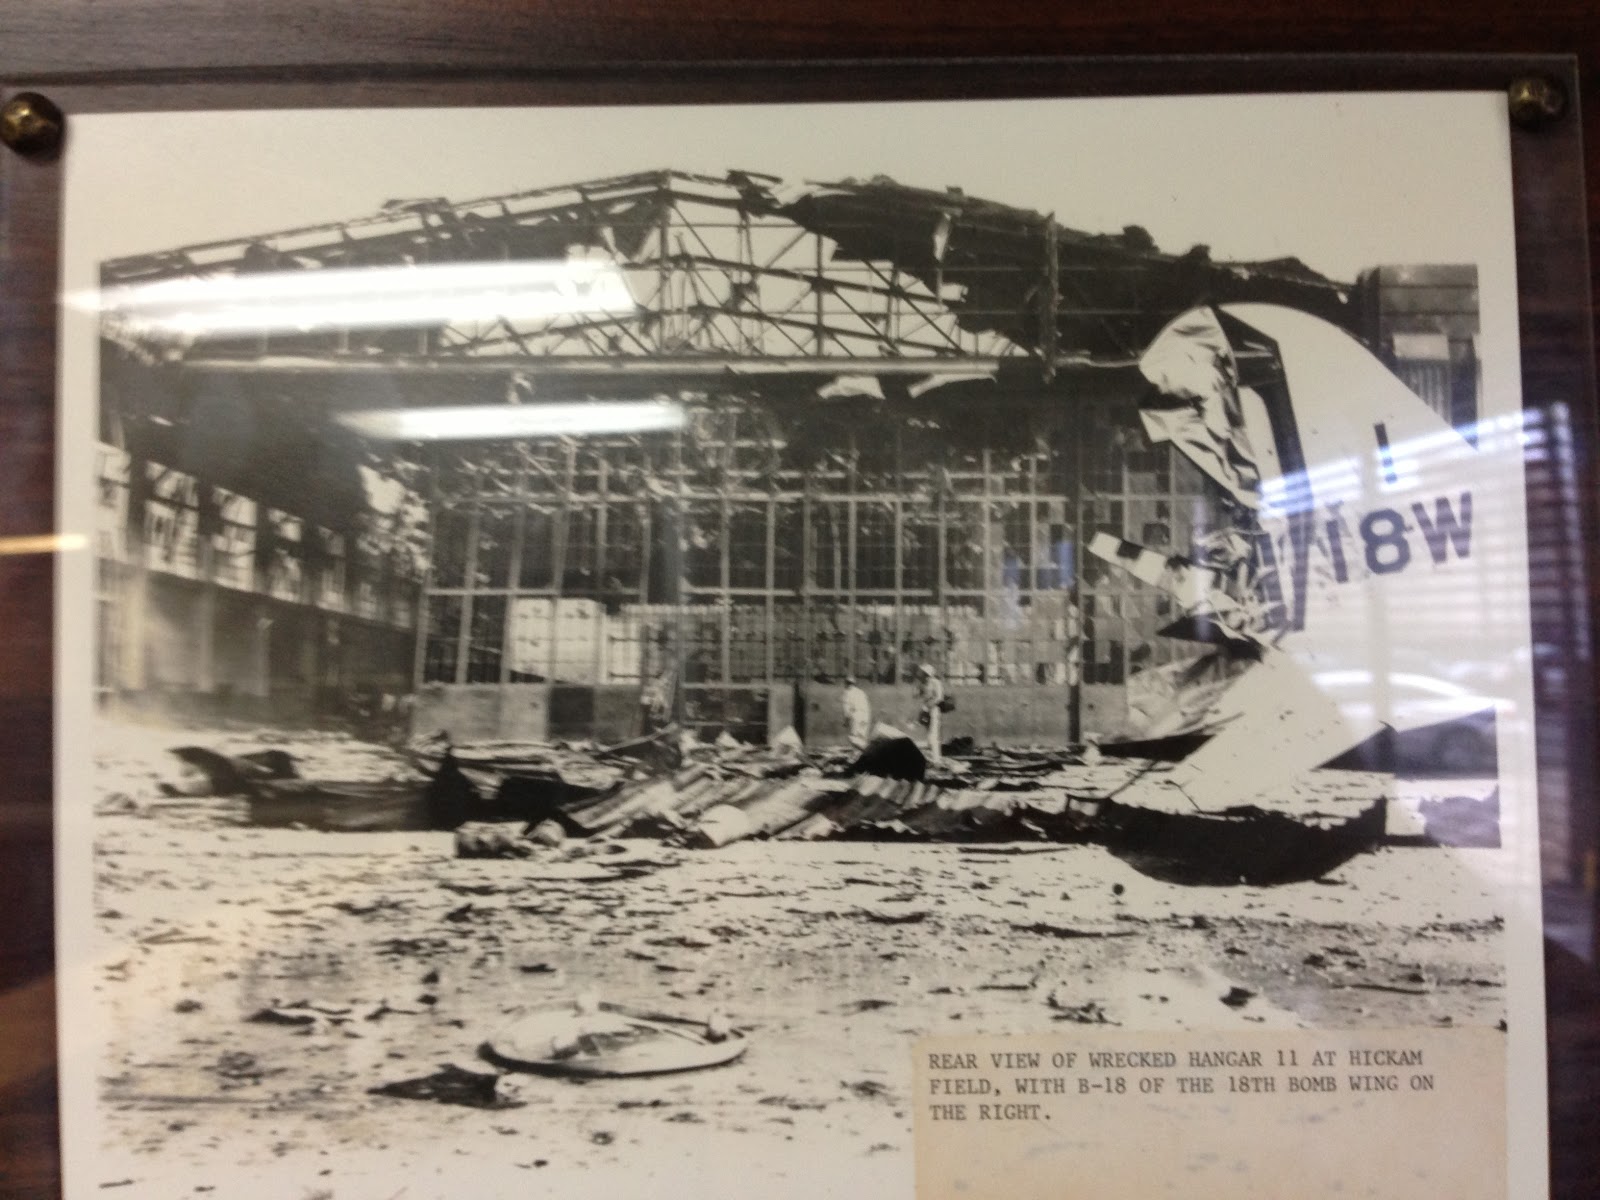 1
18W
REAR VIEW OF WRECKED HANGAR 11 AT HICKAM
FIELD, WITH B-18 OF THE 18TH BOMB WING ON
THE RIGHT.